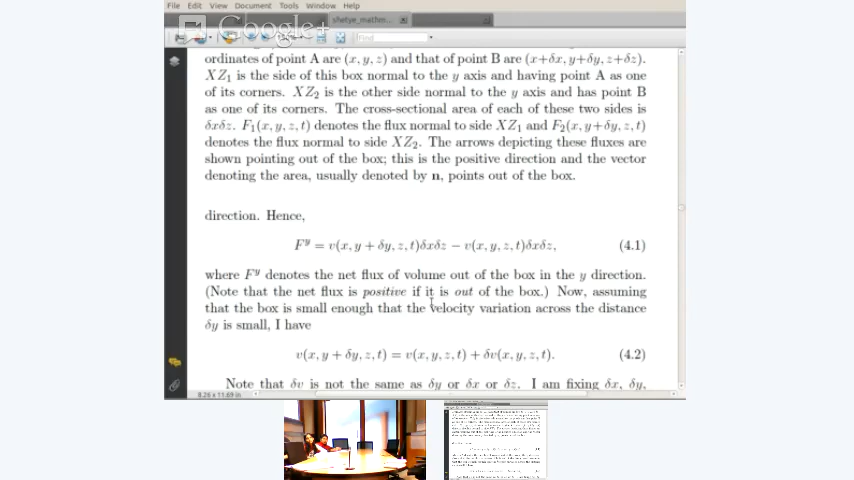 File Edit View Document Tools Window Help
shetye_mathm...
Google+
Find
ordinates of point A are (x, y, z) and that of point B are (x+δx, y+δy, z+δz).
XZ₁ is the side of this box normal to the y axis and having point A as one
of its corners. XZ₂ is the other side normal to the y axis and has point B
as one of its corners. The cross-sectional area of each of these two sides is
δxδz. F₁(x, y, z, t) denotes the flux normal to side XZ₁ and F₂(x, y+δy, z, t)
denotes the flux normal to side XZ₂. The arrows depicting these fluxes are
shown pointing out of the box; this is the positive direction and the vector
denoting the area, usually denoted by n, points out of the box.
direction. Hence,
Fʸ = v(x, y + δy, z, t)δxδz − v(x, y, z, t)δxδz, (4.1)
where Fʸ denotes the net flux of volume out of the box in the y direction.
(Note that the net flux is positive if it is out of the box.) Now, assuming
that the box is small enough that the velocity variation across the distance
δy is small, I have
v(x, y + δy, z, t) = v(x, y, z, t) + δv(x, y, z, t). (4.2)
Note that δv is not the same as δy or δx or δz. I am fixing δx, δy,
8.26 x 11.69 in